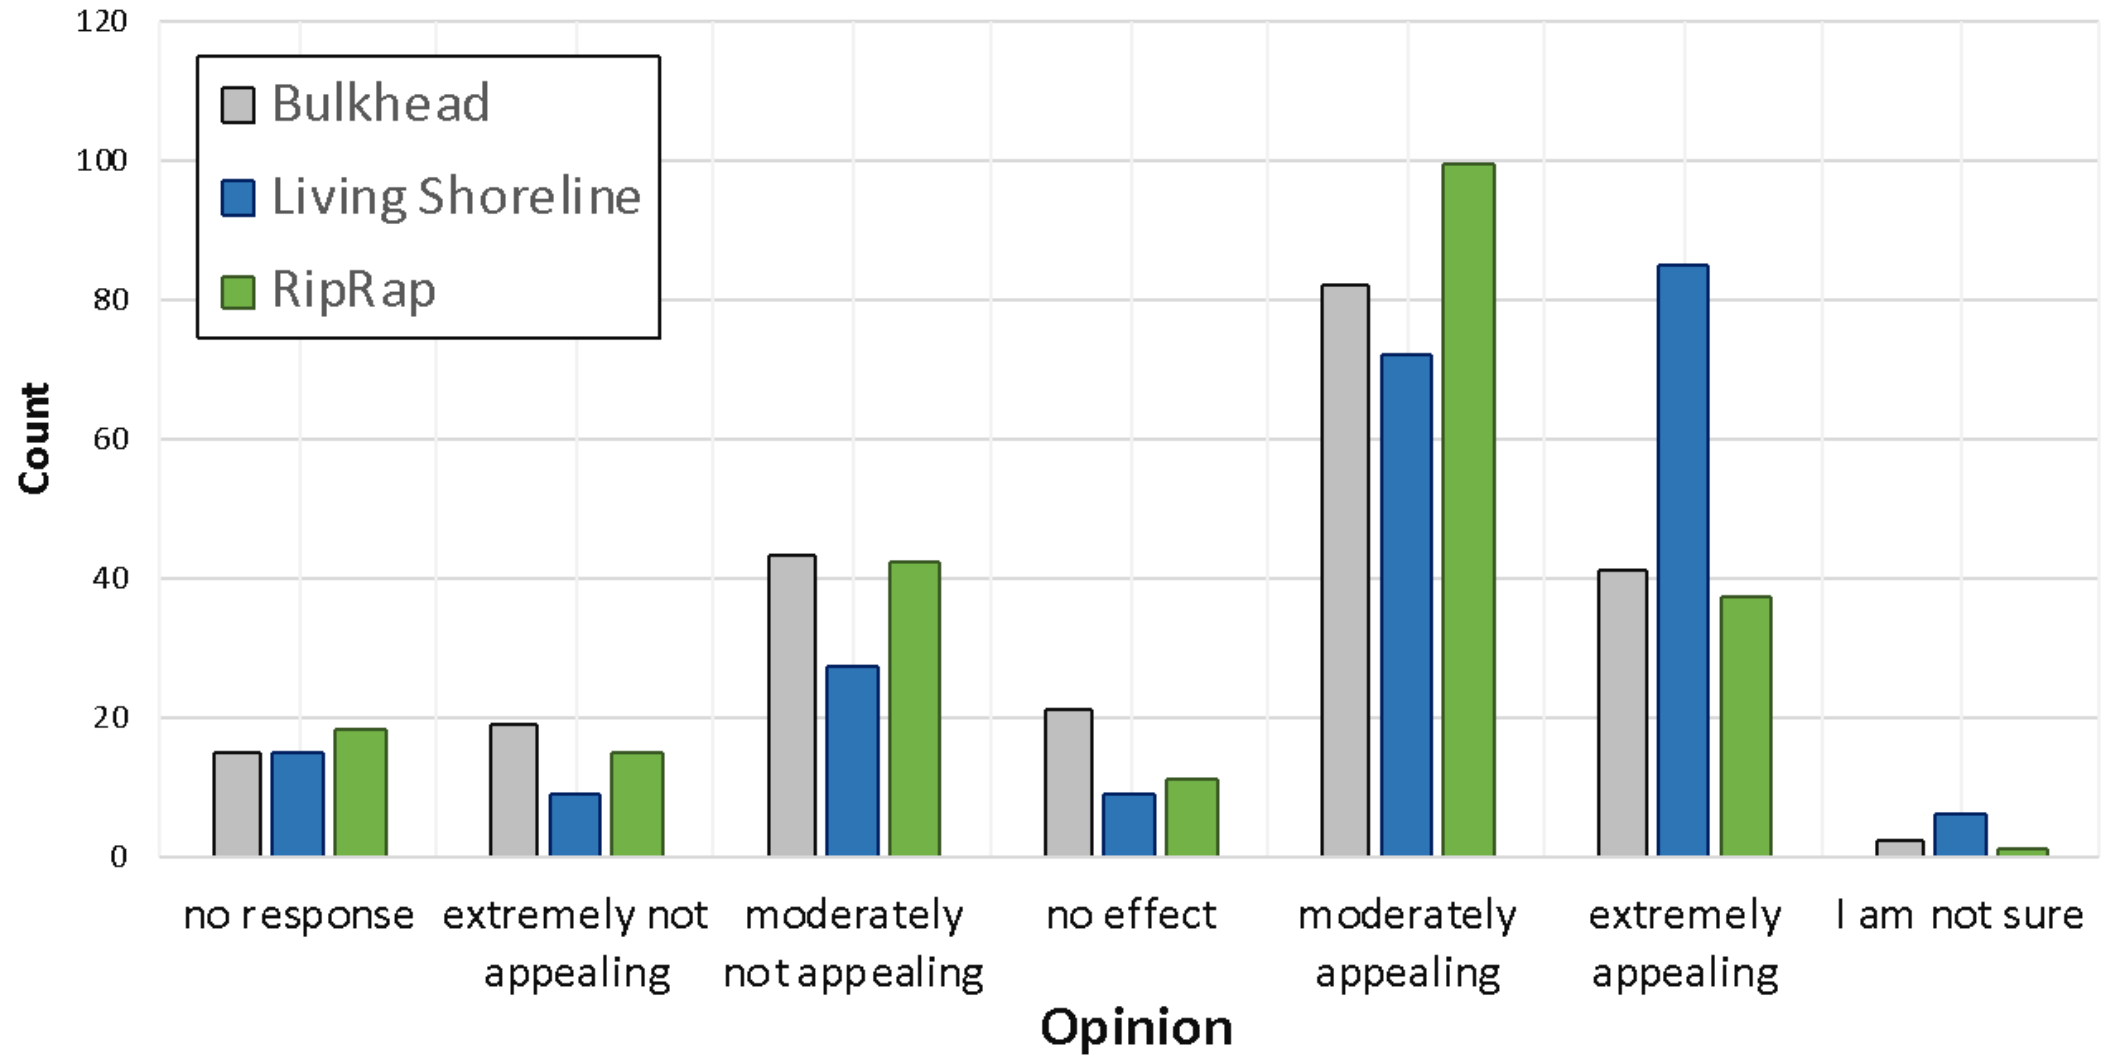 120
100
80
60
40
20
0
Count
Bulkhead
Living Shoreline
RipRap
no response
extremely not
appealing
moderately
not appealing
no effect
moderately
appealing
extremely
appealing
I am not sure
Opinion